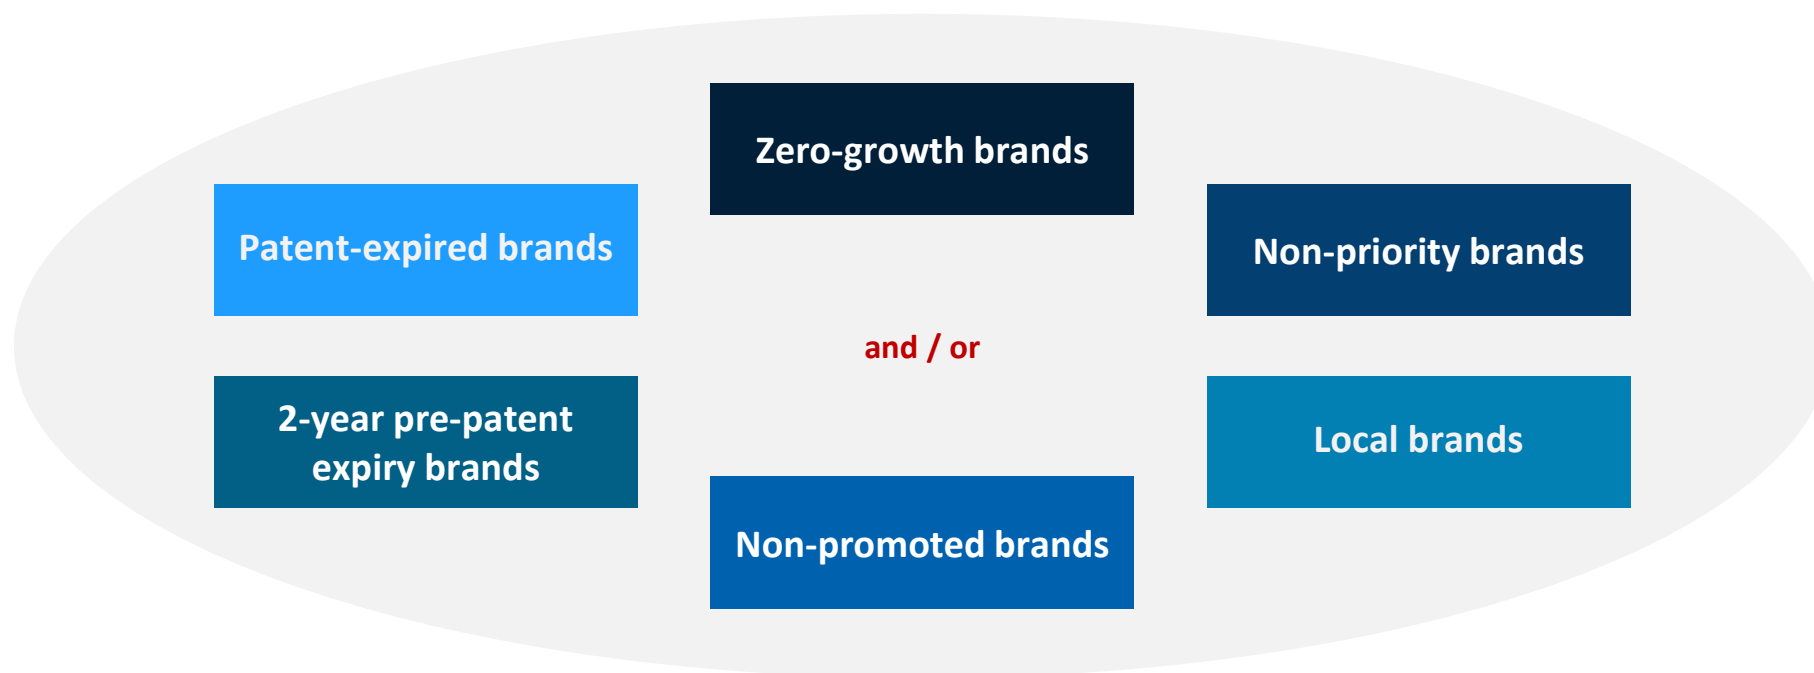 Zero-growth brands
Patent-expired brands
Non-priority brands
and / or
2-year pre-patent
expiry brands
Local brands
Non-promoted brands